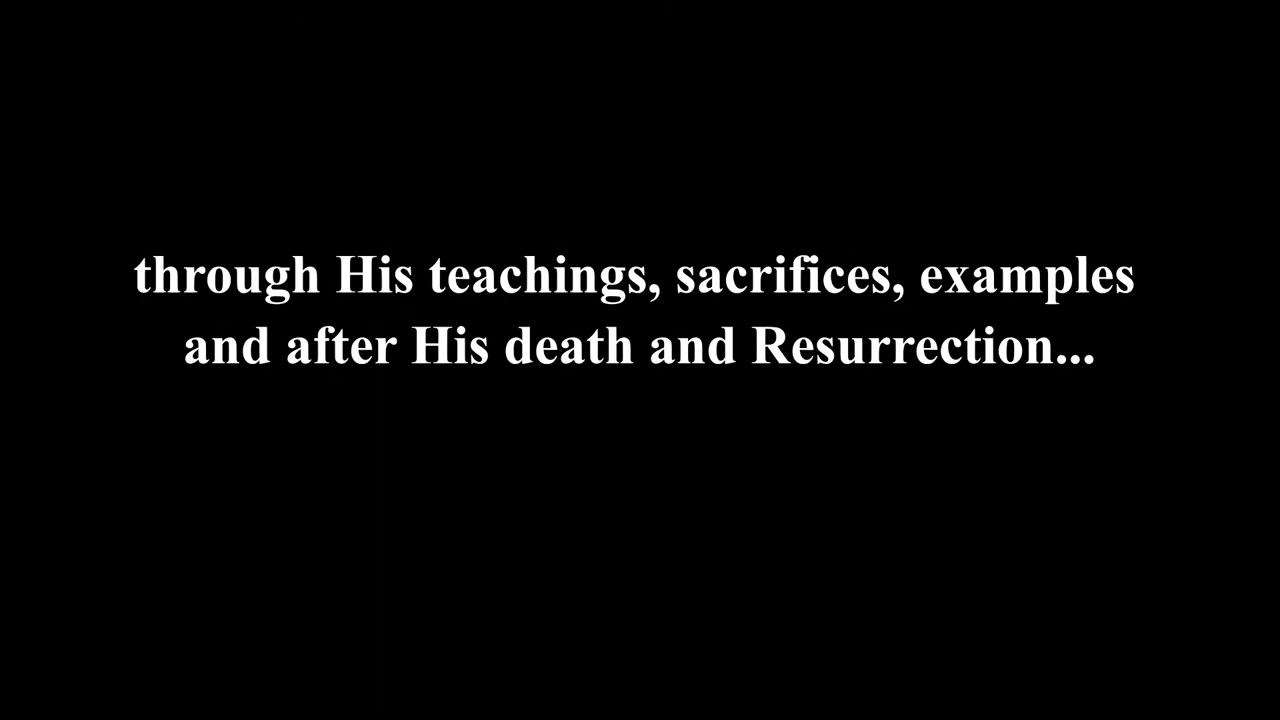 through His teachings, sacrifices, examples
and after His death and Resurrection...